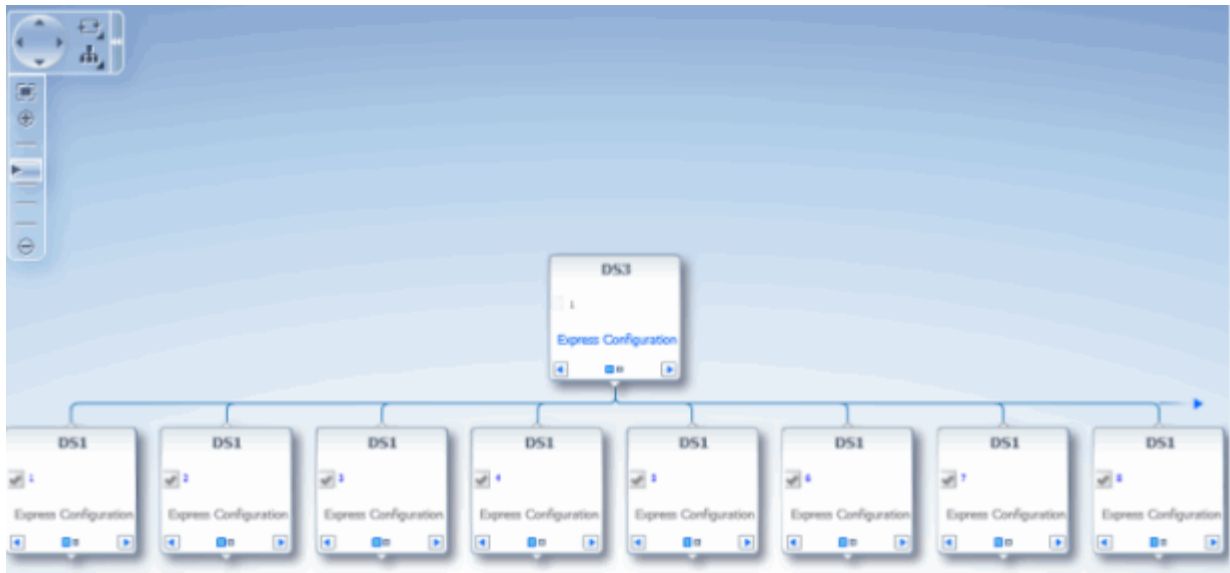 DS3
1
Express Configuration
DS1 DS1 DS1 DS1 DS1 DS1 DS1 DS1
1 2 3 4 5 6 7 8
Express Configuration Express Configuration Express Configuration Express Configuration Express Configuration Express Configuration Express Configuration Express Configuration